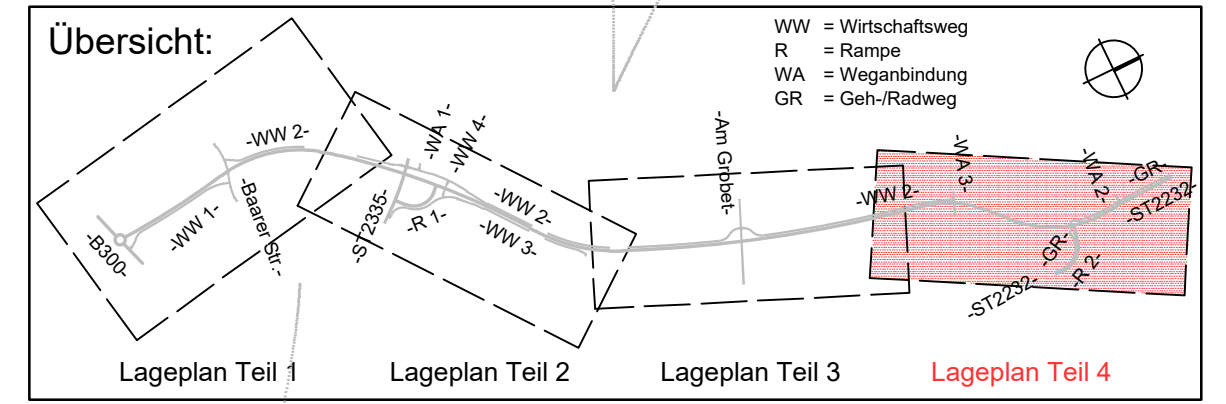 Übersicht:
WW = Wirtschaftsweg
R = Rampe
WA = Weganbindung
GR = Geh-/Radweg
-B300-
-WW 1-
-Baarer Str.-
-WW 2-
-ST2335-
-R 1-
-WA 1-
-WW 4-
-WW 2-
-WW 3-
-Am Grobet-
-WW 2-
-WA 3-
-WA 2-
-GR-
-ST2232-
-GR-
-R 2-
-ST2232-
Lageplan Teil 1
Lageplan Teil 2
Lageplan Teil 3
Lageplan Teil 4